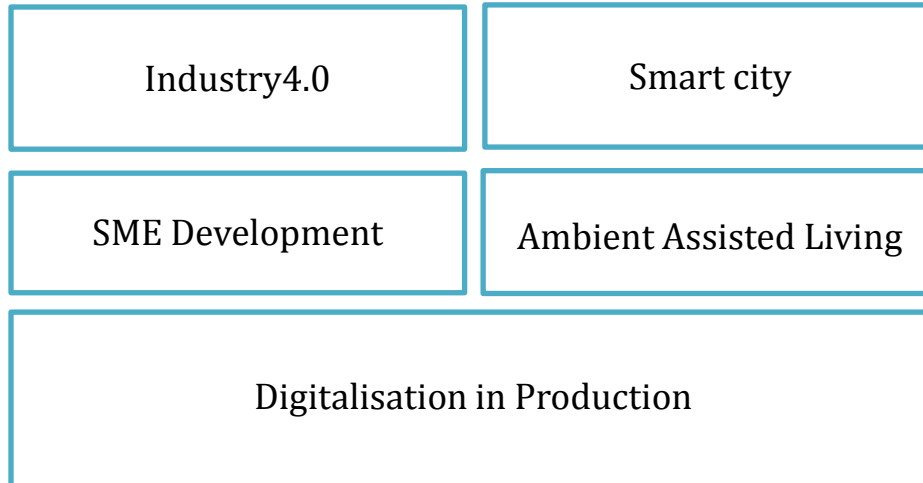 Industry4.0
Smart city
SME Development
Ambient Assisted Living
Digitalisation in Production